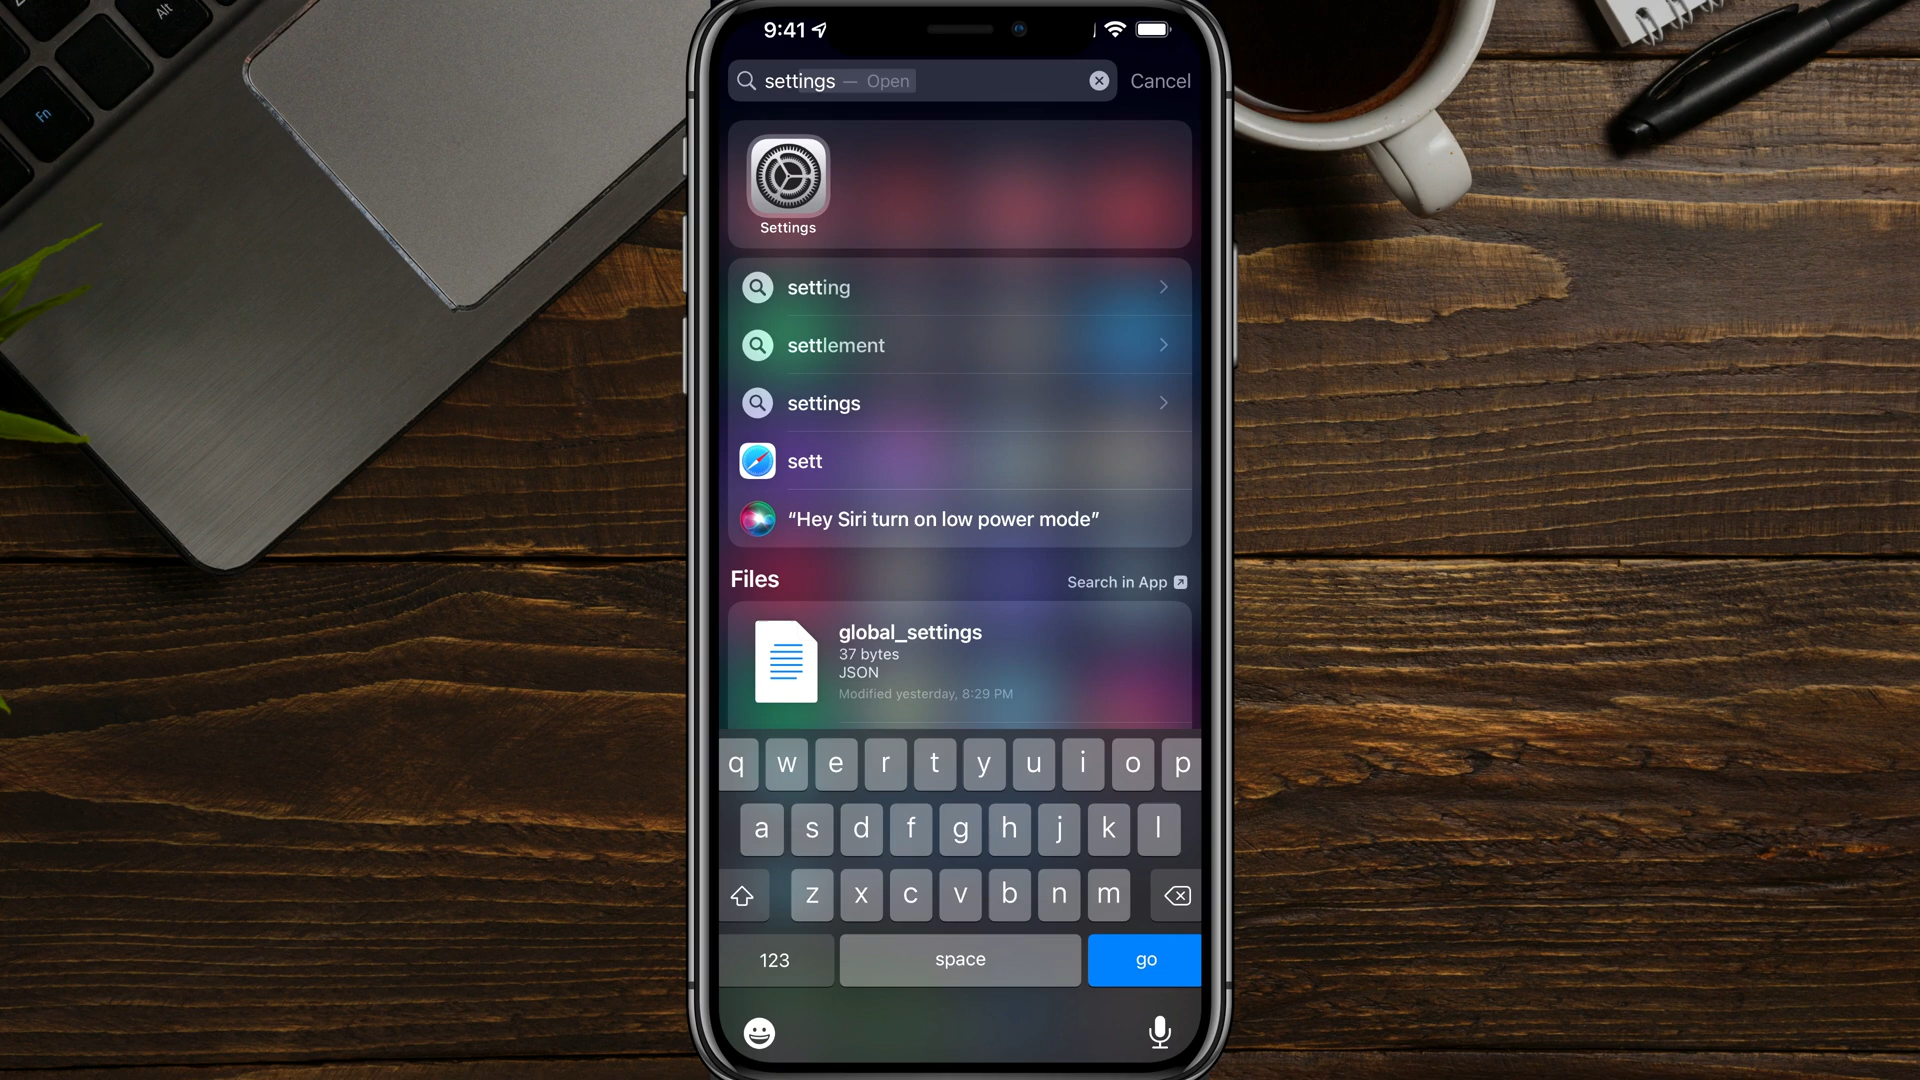 Alt
Fn
9:41
settings — Open
Cancel
Settings
setting
settlement
settings
sett
“Hey Siri turn on low power mode”
Files
Search in App
global_settings
37 bytes
JSON
Modified yesterday, 8:29 PM
q w e r t y u i o p
a s d f g h j k l
z x c v b n m
123
space
go